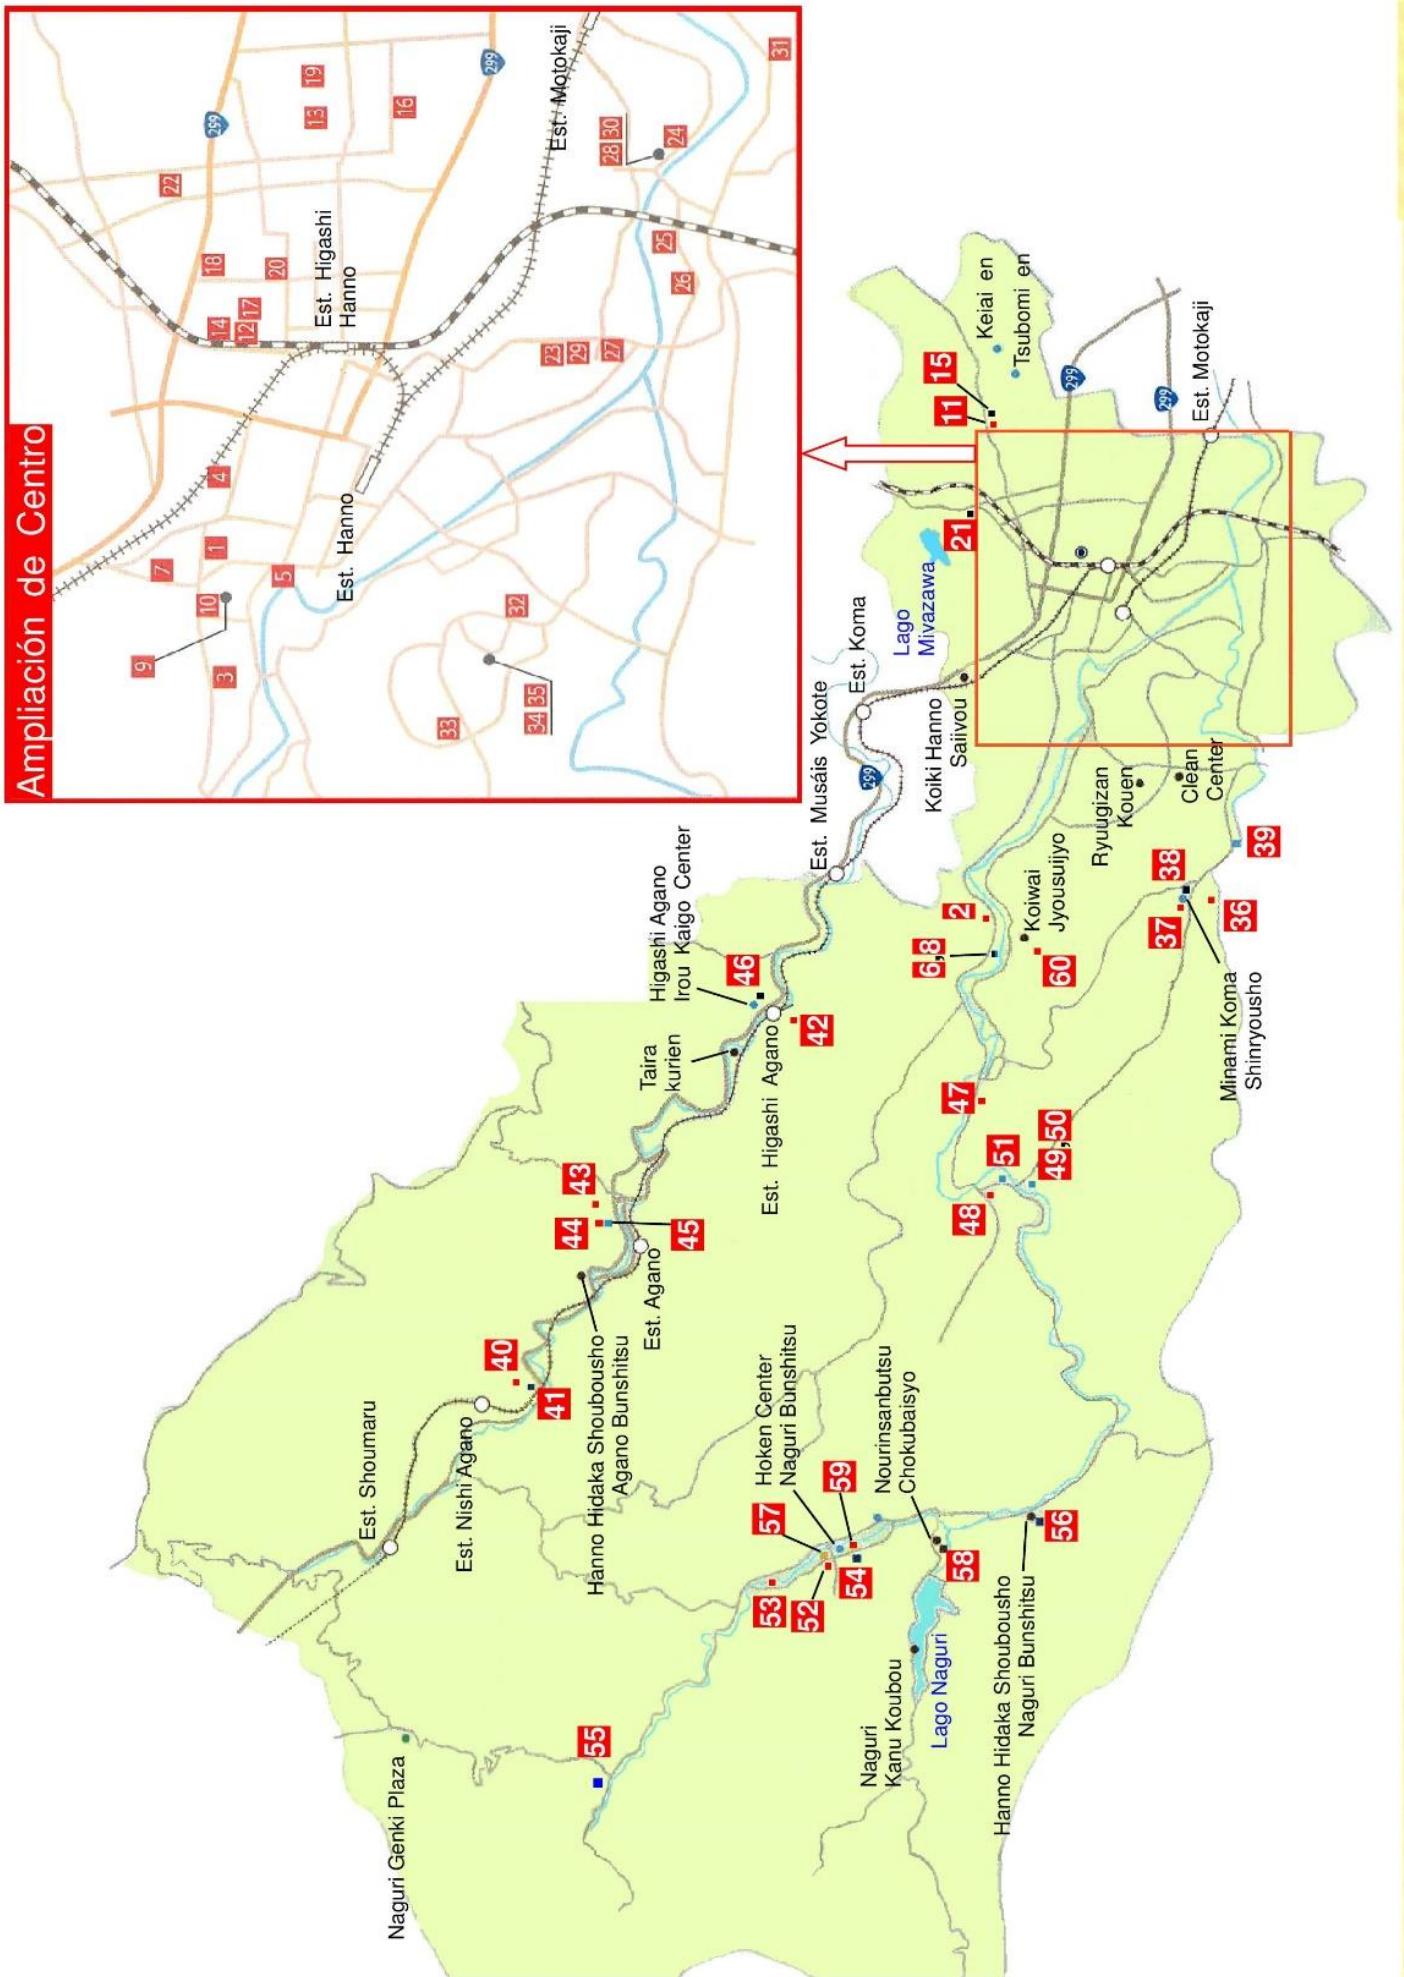 Ampliación de Centro
9
10
3
7
1
5
4
Est. Hanno
33
34
35
32
22
18
14
12
17
20
Est. Higashi
Hanno
299
13
19
16
299
Est. Motokaji
28
30
24
31
23
29
27
25
26
Naguri Genki Plaza
55
Est. Shoumaru
Est. Nishi Agano
40
41
Hanno Hidaka Shoubousho
Agano Bunshitsu
Est. Agano
43
44
45
Taira
kurien
Higashi Agano
Irou Kaigo Center
46
Est. Higashi Agano
42
Est. Musáis Yokote
Est. Koma
299
Lago
Mivazawa
Koiki Hanno
Saiivou
21
11
15
Keiai en
Tsubomi en
299
299
Est. Motokaji
Naguri
Kanu Koubou
Lago Naguri
53
52
57
54
59
Hoken Center
Naguri Bunshitsu
Nourinsanbutsu
Chokubaisyo
58
56
Hanno Hidaka Shoubousho
Naguri Bunshitsu
48
51
49,50
47
6,8
2
60
Koiwai
Jyousuijyo
Ryuugizan
Kouen
Clean
Center
37
38
36
39
Minami Koma
Shinryousho